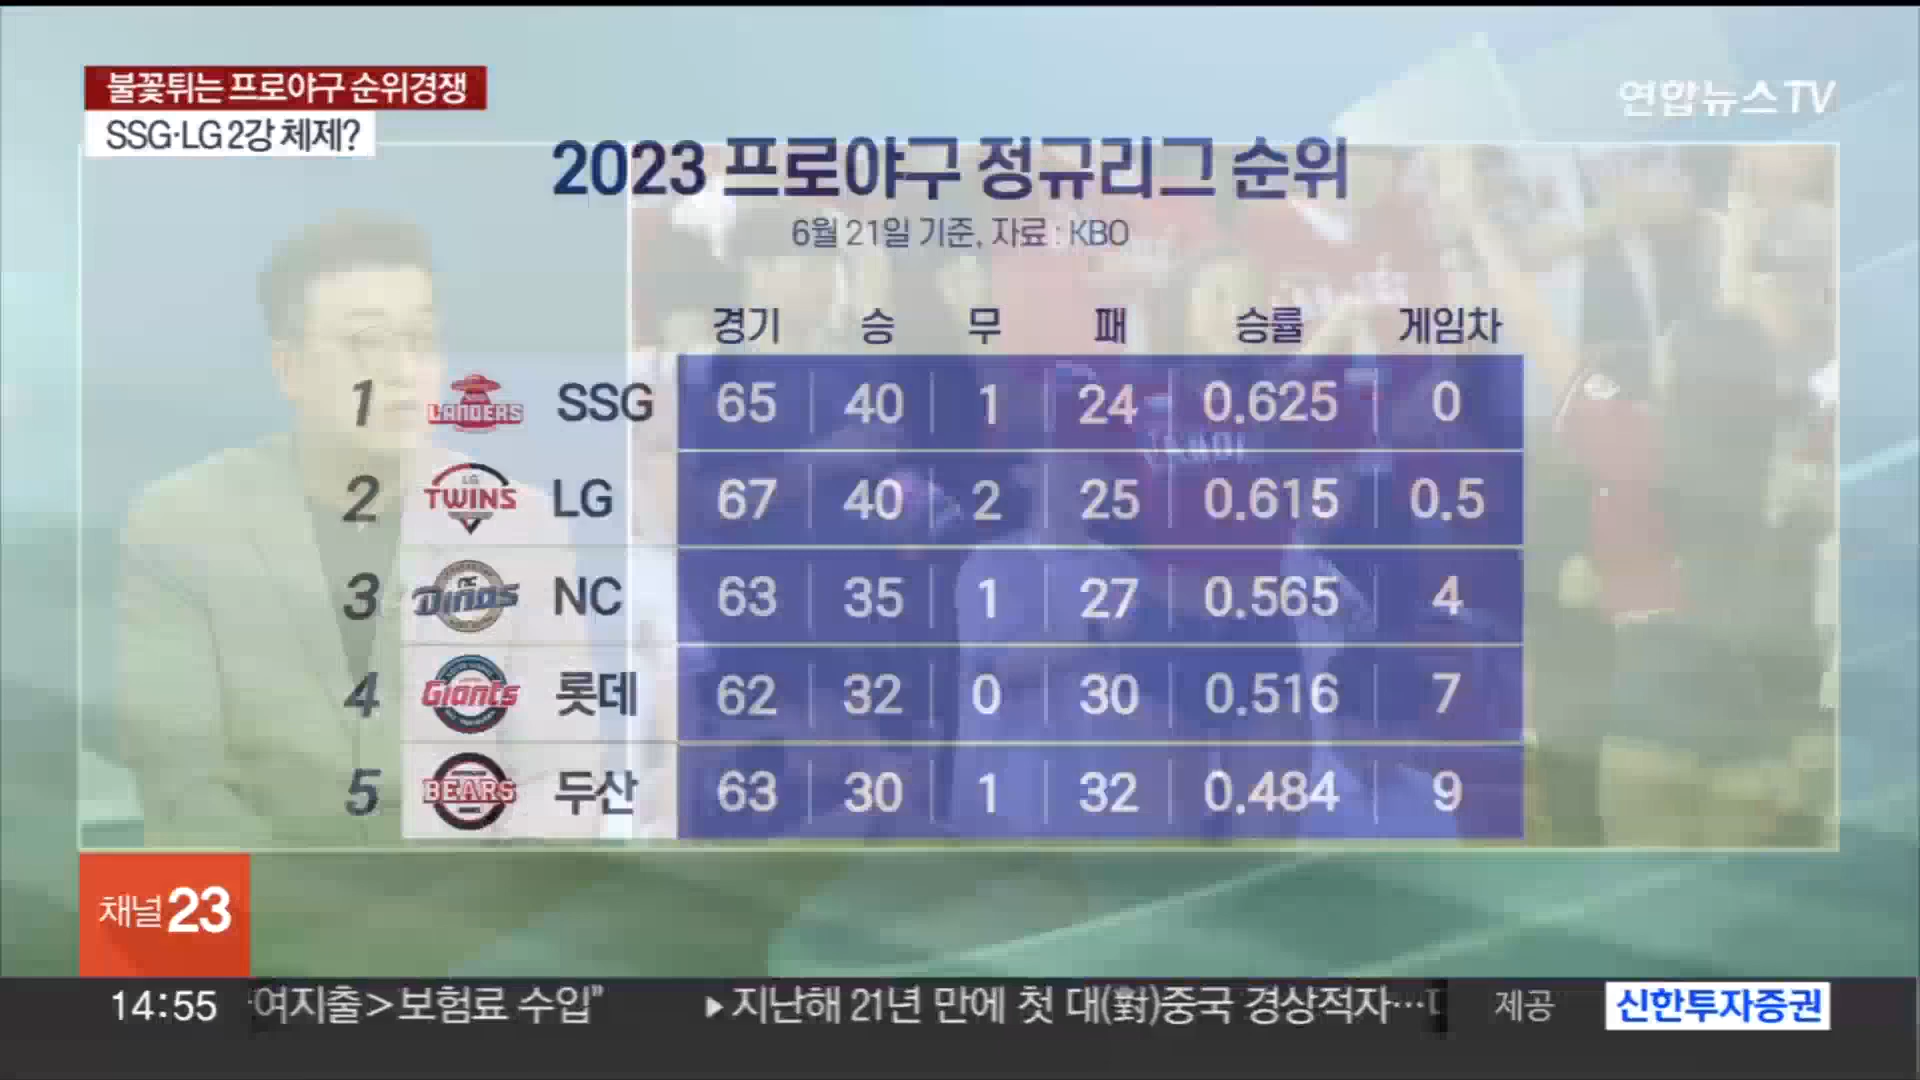 불꽃튀는 프로야구 순위경쟁
SSG·LG 2강 체제?
연합뉴스TV
2023 프로야구 정규리그 순위
6월 21일 기준, 자료 : KBO
경기 승 무 패 승률 게임차
1 LANDERS SSG 65 40 1 24 0.625 0
2 LG TWINS LG 67 40 2 25 0.615 0.5
3 NC Dinos NC 63 35 1 27 0.565 4
4 Giants 롯데 62 32 0 30 0.516 7
5 BEARS 두산 63 30 1 32 0.484 9
채널 23
14:55 여지출>보험료 수입" ▶지난해 21년 만에 첫 대(對)중국 경상적자… 제공 신한투자증권